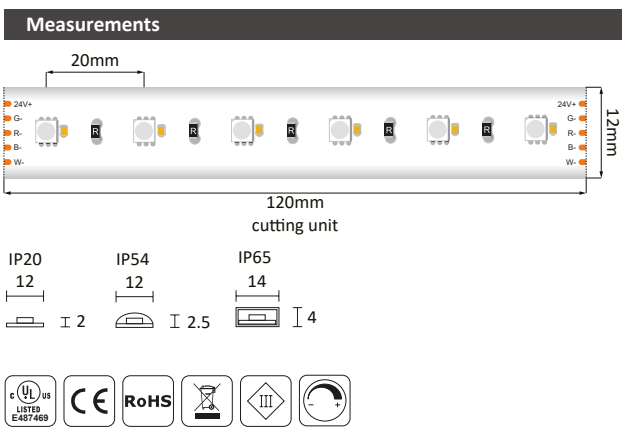 Measurements
20mm
24V+
G-
R-
B-
W-
R R R R R
24V+
G-
R-
B-
W-
12mm
120mm
cutting unit
IP20 IP54 IP65
12 12 14
2 2.5 4
C UL US
LISTED
E487469
CE
RoHS
III
- +